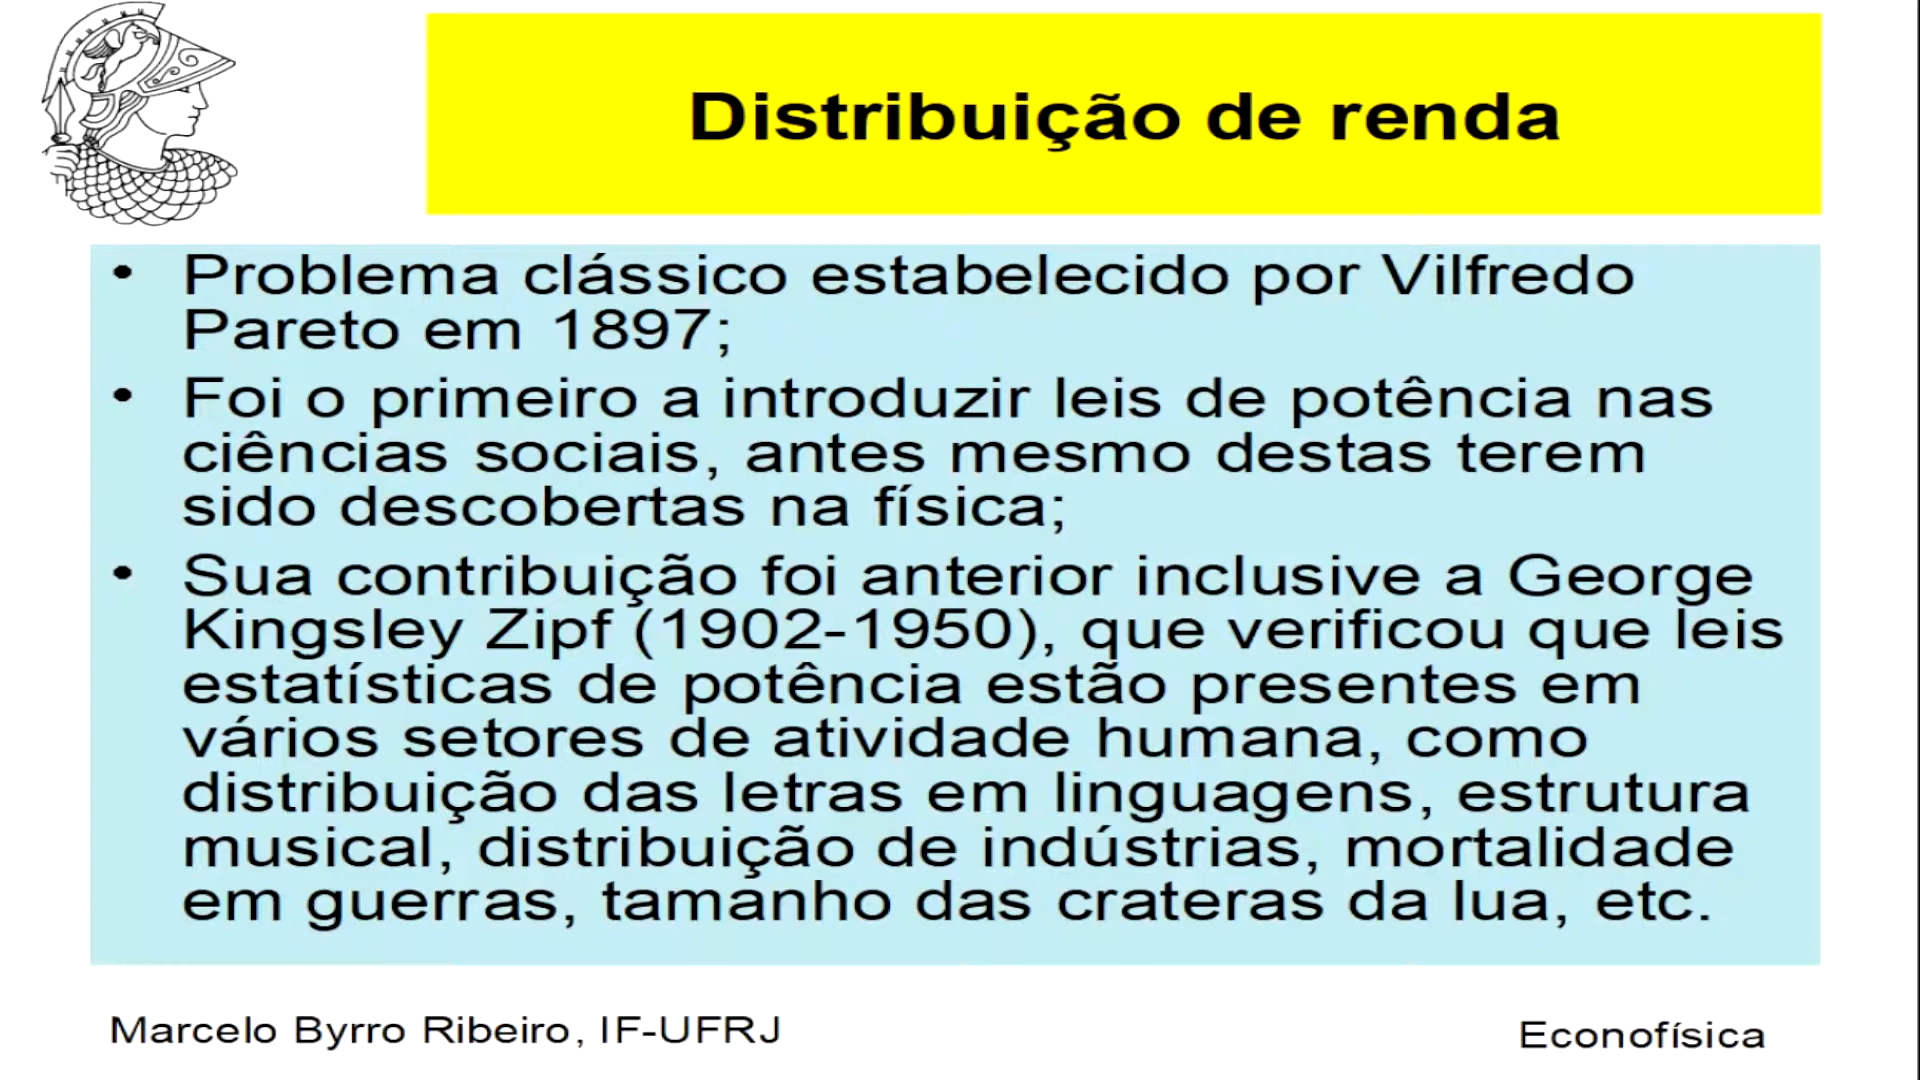 Distribuição de renda
• Problema clássico estabelecido por Vilfredo
Pareto em 1897;
• Foi o primeiro a introduzir leis de potência nas
ciências sociais, antes mesmo destas terem
sido descobertas na física;
• Sua contribuição foi anterior inclusive a George
Kingsley Zipf (1902-1950), que verificou que leis
estatísticas de potência estão presentes em
vários setores de atividade humana, como
distribuição das letras em linguagens, estrutura
musical, distribuição de indústrias, mortalidade
em guerras, tamanho das crateras da lua, etc.
Marcelo Byrro Ribeiro, IF-UFRJ
Econofísica